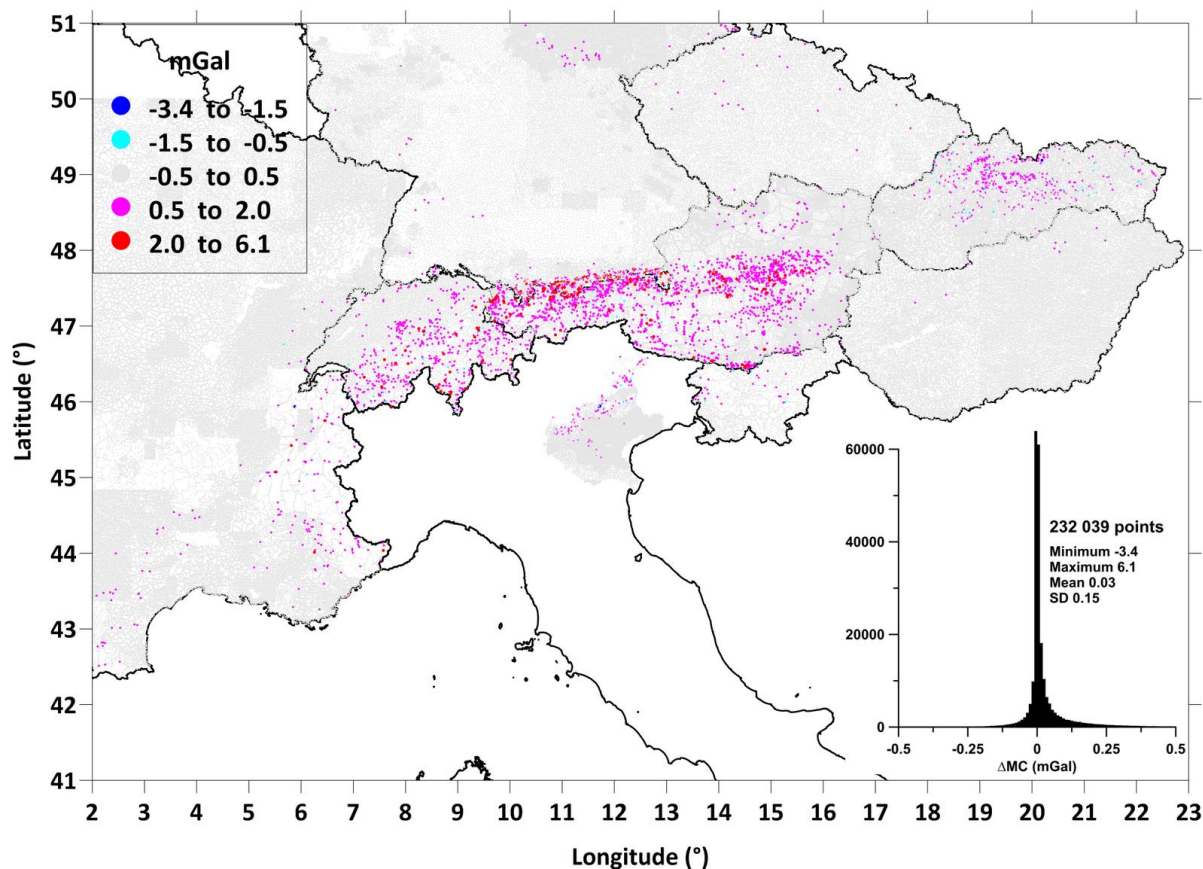 51
50
49
48
47
46
45
44
43
42
41
Latitude (°)
mGal
-3.4 to -1.5
-1.5 to -0.5
-0.5 to 0.5
0.5 to 2.0
2.0 to 6.1
60000
40000
20000
0
232 039 points
Minimum -3.4
Maximum 6.1
Mean 0.03
SD 0.15
-0.5 -0.25 0 0.25 0.5
ΔMC (mGal)
2 3 4 5 6 7 8 9 10 11 12 13 14 15 16 17 18 19 20 21 22 23
Longitude (°)